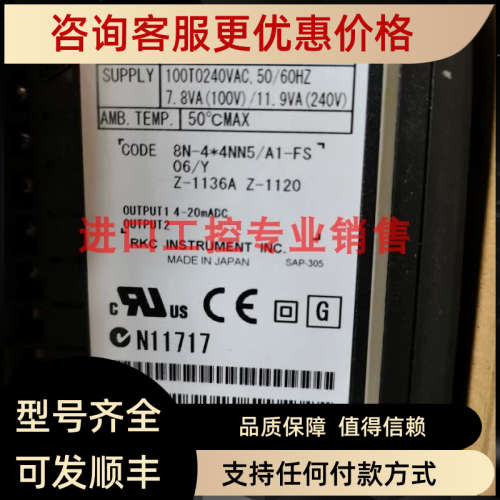 咨询客服更优惠价格
SUPPLY 100TO240VAC, 50/60HZ
7.8VA(100V)/11.9VA(240V)
AMB. TEMP. 50℃MAX
CODE 8N-4*4NN5/A1-FS
06/Y
Z-1136A Z-1120
OUTPUT1 4-20mADC
OUTPUT2
进口工控专业销售
RKC INSTRUMENT INC.
MADE IN JAPAN SAP-305
C RU US CE G
N11717
型号齐全
可发顺丰
品质保障 值得信赖
支持任何付款方式